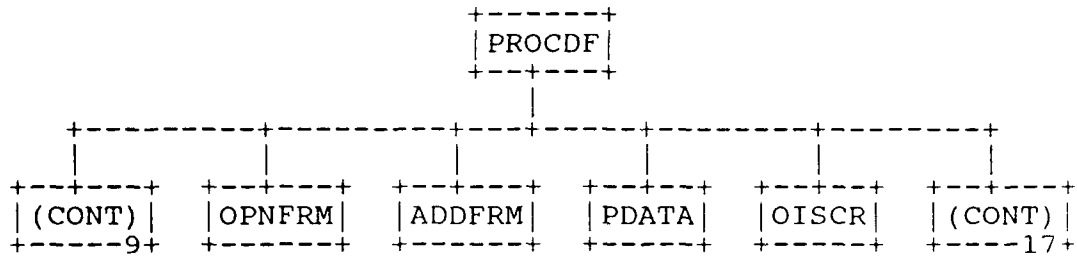 PROCDF
(CONT) OPNFRM ADDFRM PDATA OISCR (CONT)
9 17